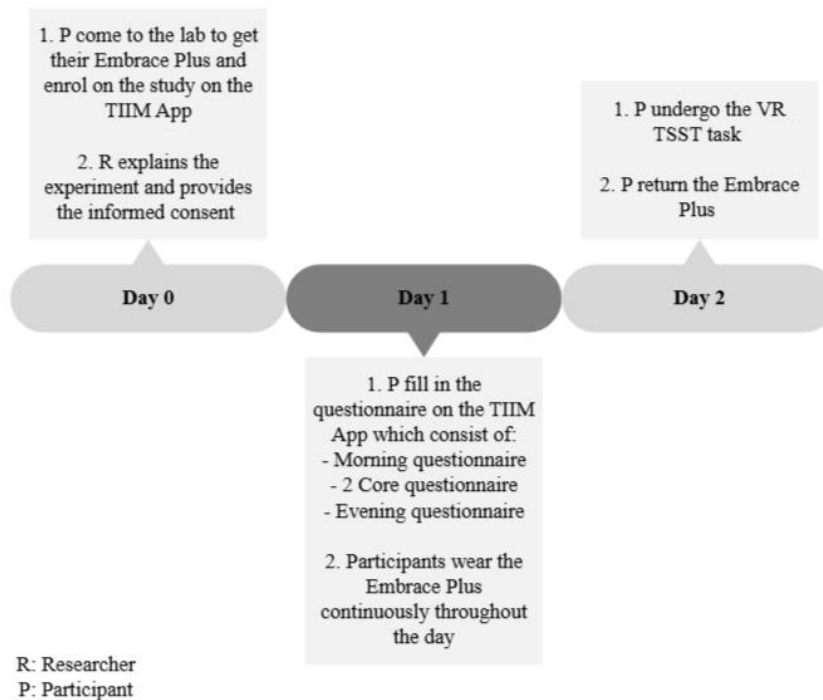 1. P come to the lab to get
their Embrace Plus and
enrol on the study on the
TIIM App
2. R explains the
experiment and provides
the informed consent
1. P undergo the VR
TSST task
2. P return the Embrace
Plus
Day 0
Day 1
Day 2
1. P fill in the
questionnaire on the TIIM
App which consist of:
- Morning questionnaire
- 2 Core questionnaire
- Evening questionnaire
2. Participants wear the
Embrace Plus
continuously throughout
the day
R: Researcher
P: Participant